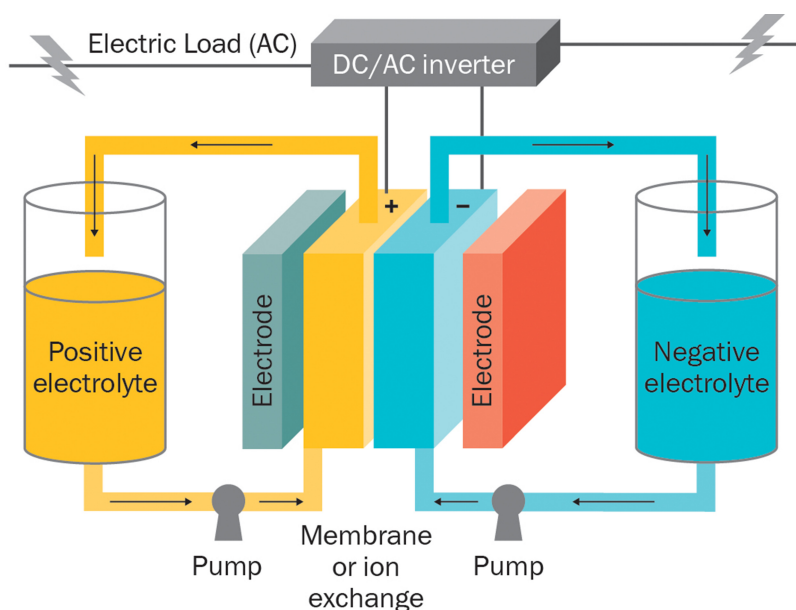 Electric Load (AC)
DC/AC inverter
+
−
Electrode
Electrode
Positive
electrolyte
Negative
electrolyte
Pump
Membrane
or ion
exchange
Pump